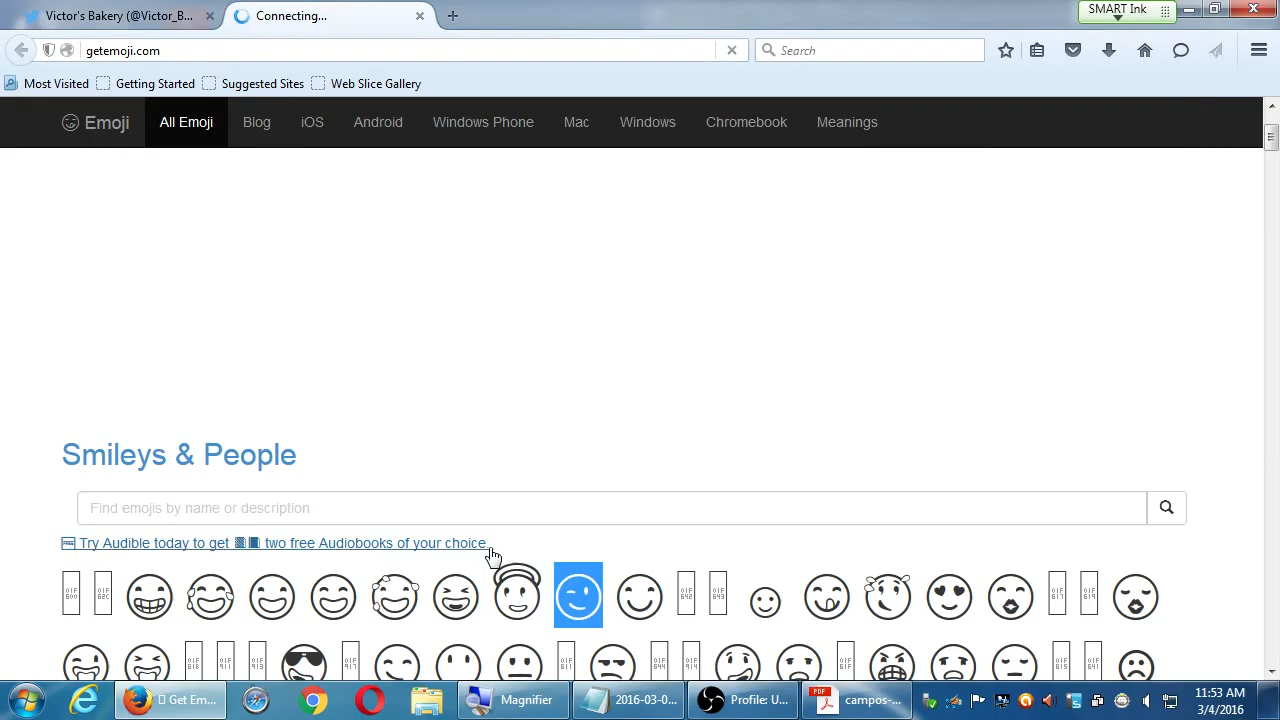 Victor's Bakery (@Victor_B...
Connecting...
SMART Ink
getemoji.com
Search
Most Visited
Getting Started
Suggested Sites
Web Slice Gallery
Emoji
All Emoji
Blog
iOS
Android
Windows Phone
Mac
Windows
Chromebook
Meanings
Smileys & People
Find emojis by name or description
FREE Try Audible today to get two free Audiobooks of your choice
Get Em...
Magnifier
2016-03-0...
Profile: U...
PDF
campos-...
11:53 AM
3/4/2016